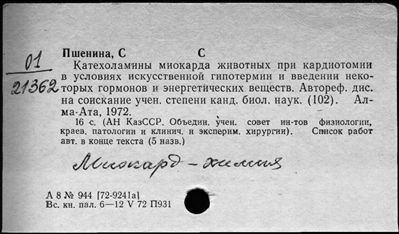 Пшенина, С С
01
21362
Катехоламины миокарда животных при кардиотомии
в условиях искусственной гипотермии и введении неко-
торых гормонов и энергетических веществ. Автореф. дис.
на соискание учен. степени канд. биол. наук. (102). Ал-
ма-Ата, 1972.
16 с. (АН КазССР. Объедин. учен. совет ин-тов физиологии,
краев. патологии и клинич. и эксперим. хирургии). Список работ
авт. в конце текста (5 назв.)
Миокард - химия
А 8 № 944 [72-9241а]
Вс. кн. пал. 6—12 V 72 П931